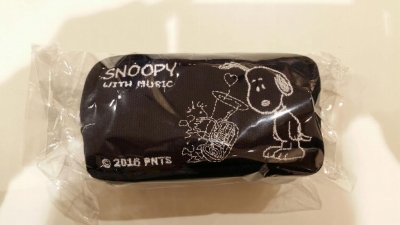 SNOOPY,
WITH MUSIC
© 2016 PNTS